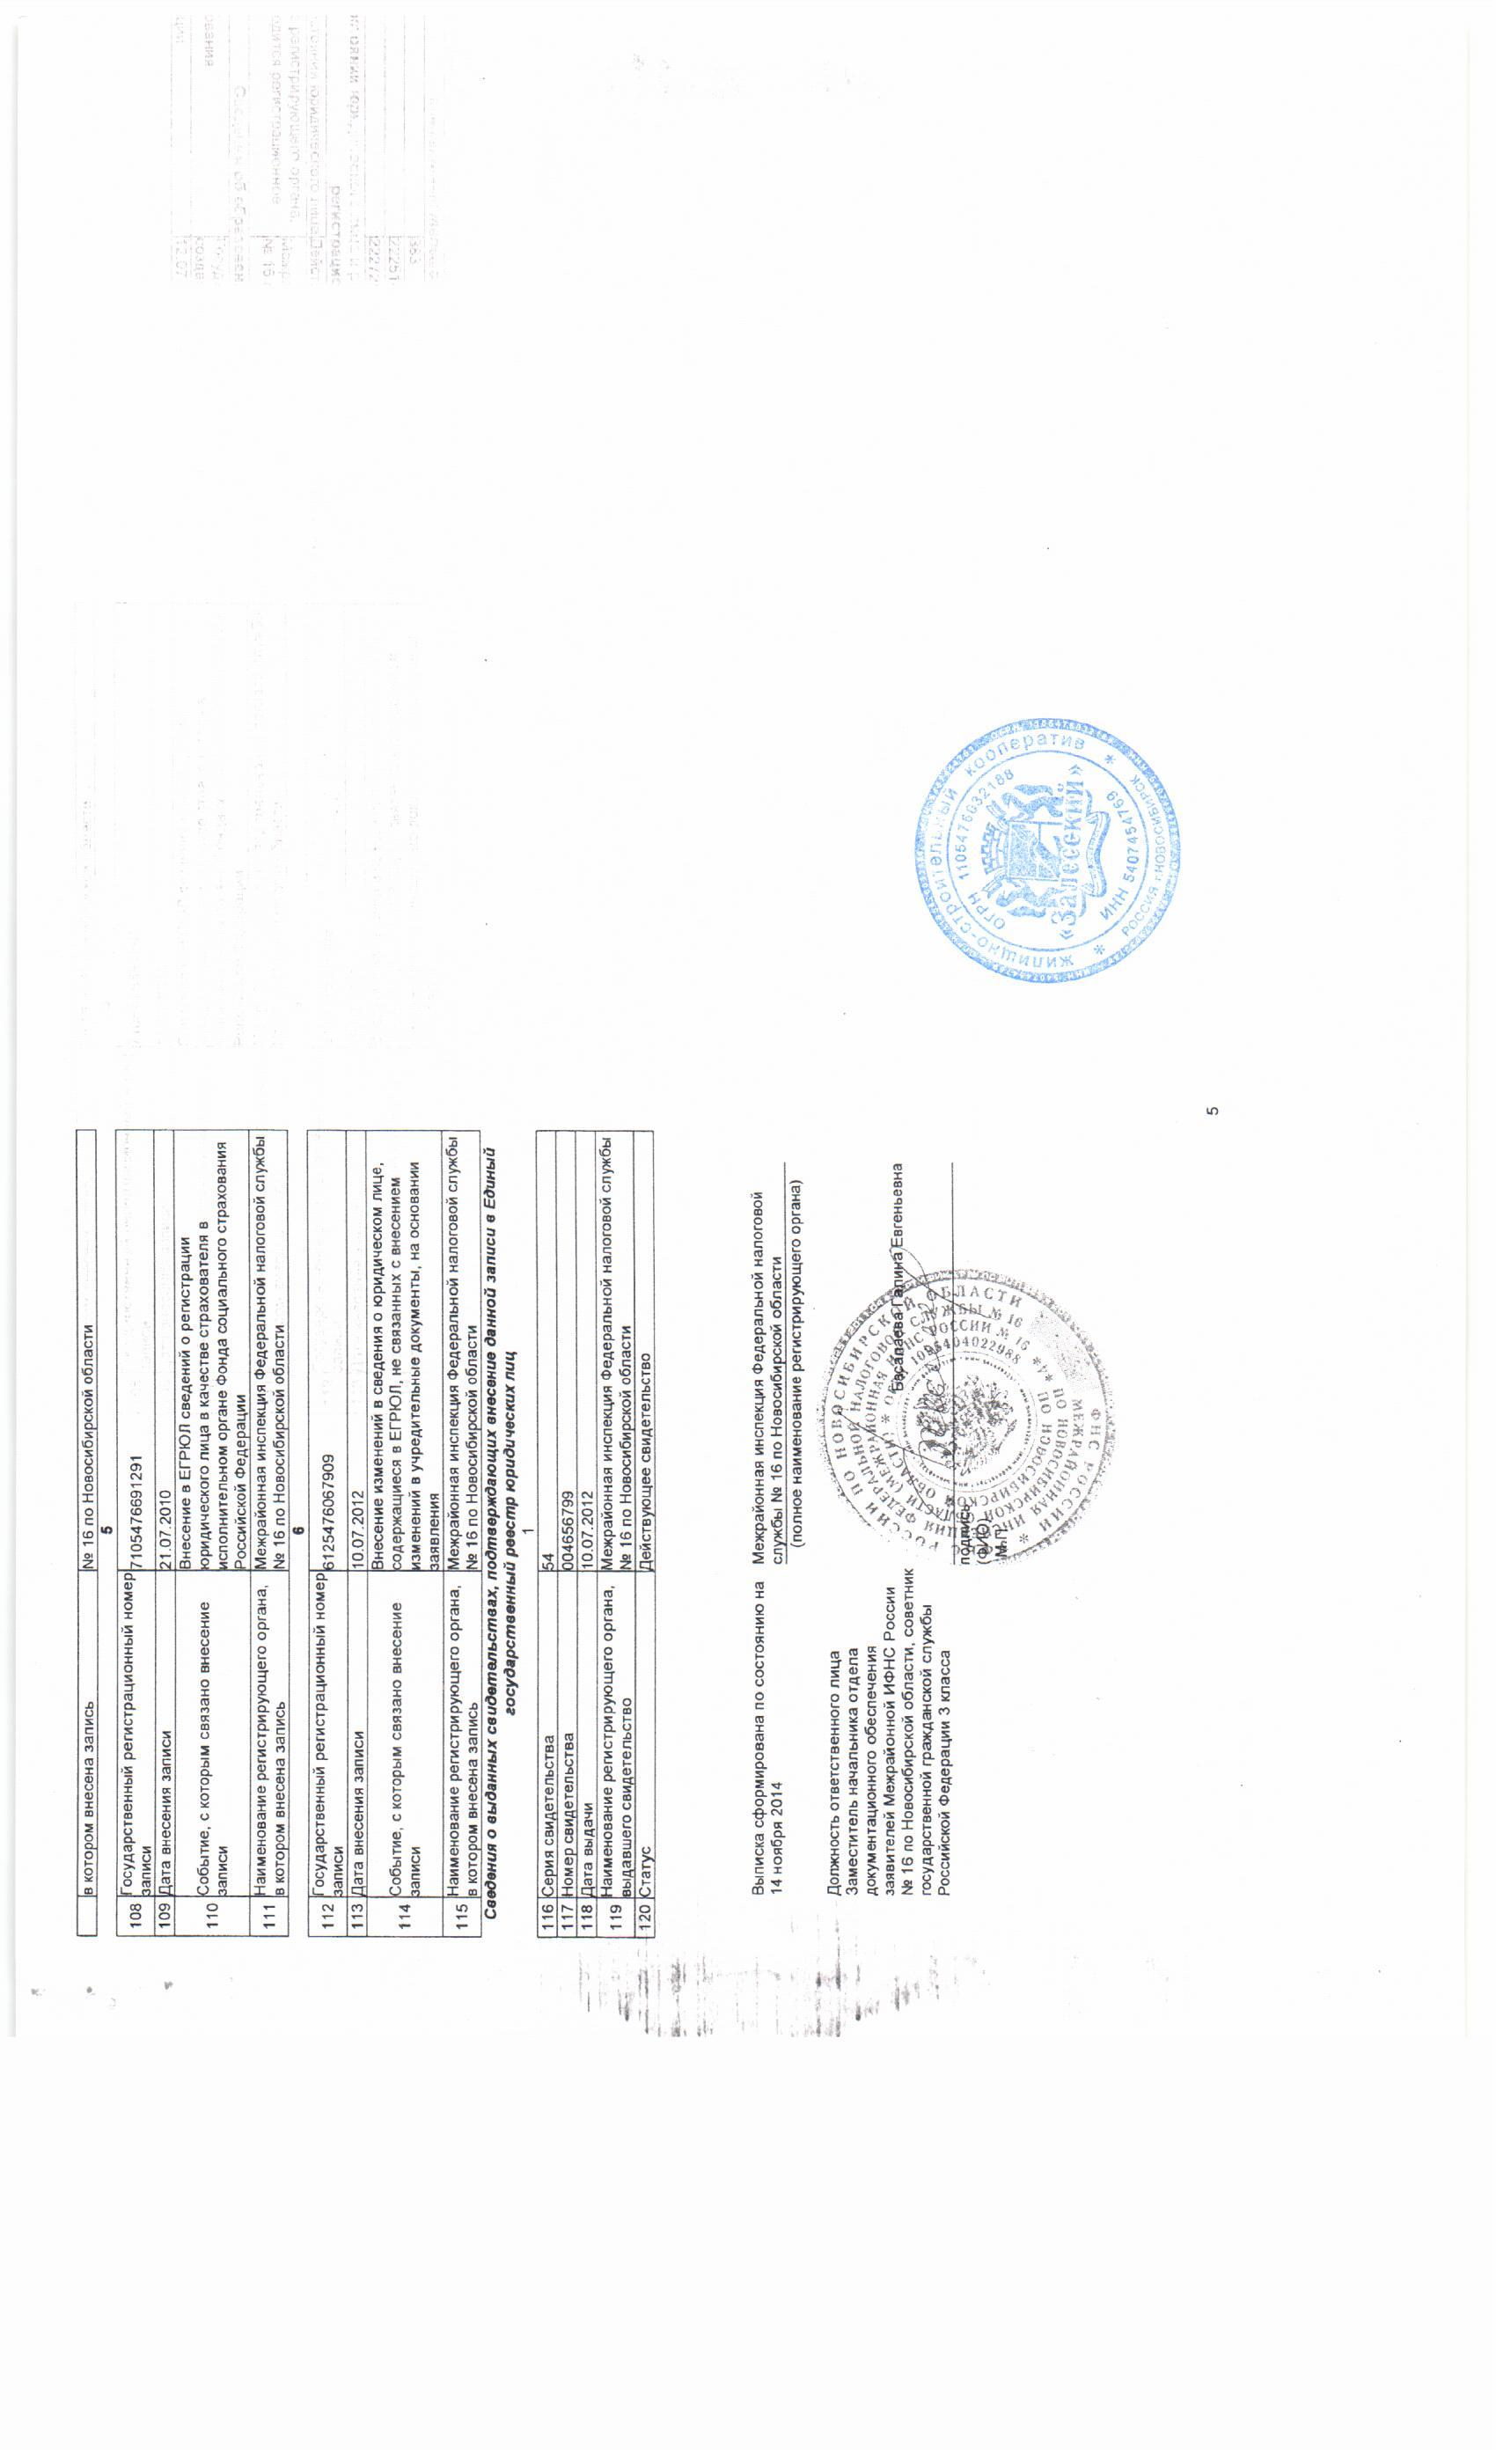 в котором внесена запись № 16 по Новосибирской области
5
108 Государственный регистрационный номер 7105476691291
записи
109 Дата внесения записи 21.07.2010
Внесение в ЕГРЮЛ сведений о регистрации
110 Событие, с которым связано внесение юридического лица в качестве страхователя в
записи исполнительном органе Фонда социального страхования
Российской Федерации
111 Наименование регистрирующего органа, Межрайонная инспекция Федеральной налоговой службы
в котором внесена запись № 16 по Новосибирской области
6
112 Государственный регистрационный номер 6125476067909
записи
113 Дата внесения записи 10.07.2012
Внесение изменений в сведения о юридическом лице,
114 Событие, с которым связано внесение содержащиеся в ЕГРЮЛ, не связанных с внесением
записи изменений в учредительные документы, на основании
заявления
115 Наименование регистрирующего органа, Межрайонная инспекция Федеральной налоговой службы
в котором внесена запись № 16 по Новосибирской области
Сведения о выданных свидетельствах, подтверждающих внесение данной записи в Единый
государственный реестр юридических лиц
1
116 Серия свидетельства 54
117 Номер свидетельства 004656799
118 Дата выдачи 10.07.2012
119 Наименование регистрирующего органа, Межрайонная инспекция Федеральной налоговой службы
выдавшего свидетельство № 16 по Новосибирской области
120 Статус Действующее свидетельство
Выписка сформирована по состоянию на Межрайонная инспекция Федеральной налоговой
14 ноября 2014 службы № 16 по Новосибирской области
(полное наименование регистрирующего органа)
Должность ответственного лица
Заместитель начальника отдела
документационного обеспечения
заявителей Межрайонной ИФНС России
№ 16 по Новосибирской области, советник
государственной гражданской службы
Российской Федерации 3 класса
Галина Евгеньевна
подпись
(ФИО)
М.П.
ФНС РОССИИ ПО НОВОСИБИРСКОЙ ОБЛАСТИ
жилищно-строительный кооператив
ОГРН 1105476032188
«Залесский»
ИНН 5407454769
РОССИЯ г.НОВОСИБИРСК
5